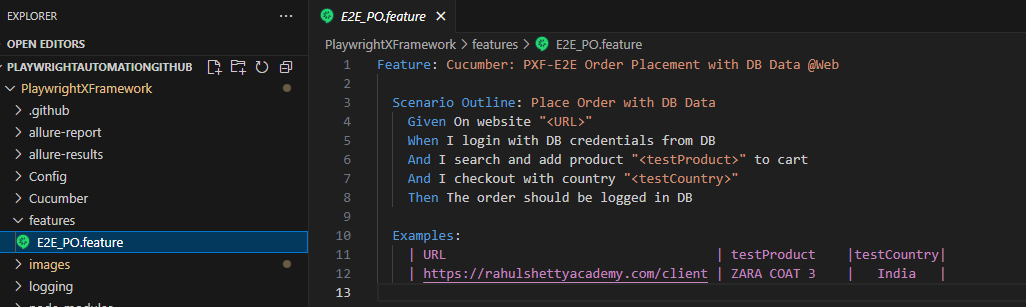 EXPLORER
...
OPEN EDITORS
PLAYWRIGHTAUTOMATIONGITHUB
PlaywrightXFramework
.github
allure-report
allure-results
Config
Cucumber
features
E2E_PO.feature
images
logging
node_modules
E2E_PO.feature
PlaywrightXFramework > features > E2E_PO.feature
1 Feature: Cucumber: PXF-E2E Order Placement with DB Data @Web
2
3 Scenario Outline: Place Order with DB Data
4 Given On website "<URL>"
5 When I login with DB credentials from DB
6 And I search and add product "<testProduct>" to cart
7 And I checkout with country "<testCountry>"
8 Then The order should be logged in DB
9
10 Examples:
11 | URL | testProduct |testCountry|
12 | https://rahulshettyacademy.com/client | ZARA COAT 3 | India |
13